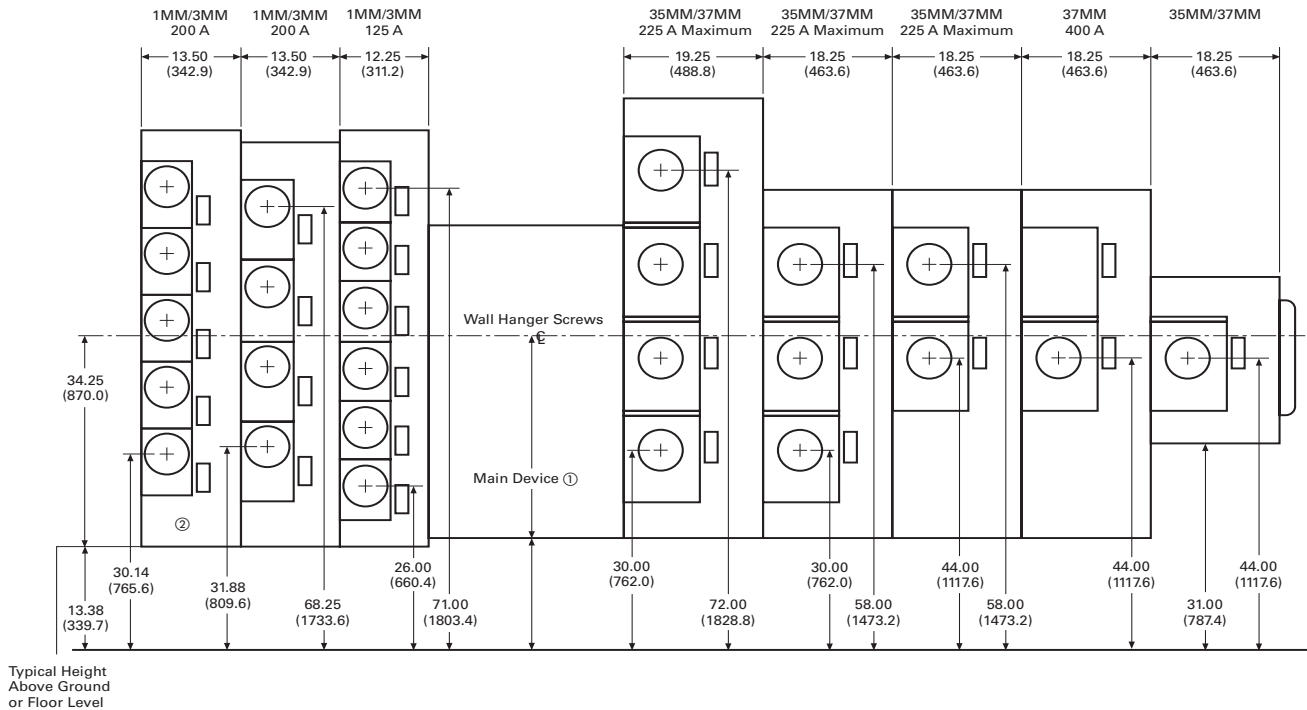 1MM/3MM
200 A
1MM/3MM
200 A
1MM/3MM
125 A
35MM/37MM
225 A Maximum
35MM/37MM
225 A Maximum
35MM/37MM
225 A Maximum
37MM
400 A
35MM/37MM
13.50
(342.9)
13.50
(342.9)
12.25
(311.2)
19.25
(488.8)
18.25
(463.6)
18.25
(463.6)
18.25
(463.6)
18.25
(463.6)
Wall Hanger Screws
℄
34.25
(870.0)
Main Device ①
②
30.14
(765.6)
31.88
(809.6)
68.25
(1733.6)
26.00
(660.4)
71.00
(1803.4)
30.00
(762.0)
72.00
(1828.8)
30.00
(762.0)
58.00
(1473.2)
44.00
(1117.6)
58.00
(1473.2)
44.00
(1117.6)
31.00
(787.4)
44.00
(1117.6)
13.38
(339.7)
Typical Height
Above Ground
or Floor Level